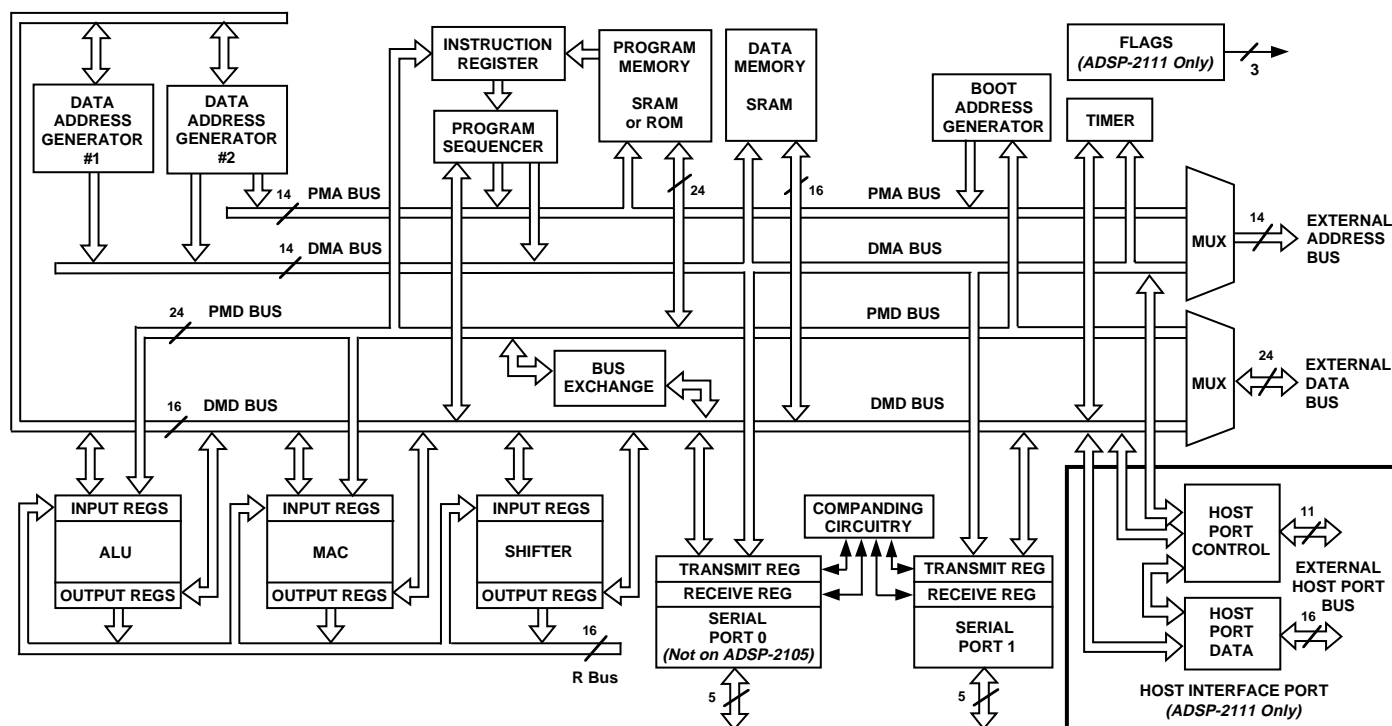 INSTRUCTION
REGISTER
PROGRAM
MEMORY
SRAM
or ROM
DATA
MEMORY
SRAM
FLAGS
(ADSP-2111 Only)
3
DATA
ADDRESS
GENERATOR
#1
DATA
ADDRESS
GENERATOR
#2
PROGRAM
SEQUENCER
BOOT
ADDRESS
GENERATOR
TIMER
24
16
14
PMA BUS
PMA BUS
14
DMA BUS
DMA BUS
MUX
14
EXTERNAL
ADDRESS
BUS
24
PMD BUS
PMD BUS
BUS
EXCHANGE
MUX
24
EXTERNAL
DATA
BUS
16
DMD BUS
DMD BUS
INPUT REGS
ALU
OUTPUT REGS
INPUT REGS
MAC
OUTPUT REGS
INPUT REGS
SHIFTER
OUTPUT REGS
16
R Bus
COMPANDING
CIRCUITRY
TRANSMIT REG
RECEIVE REG
SERIAL
PORT 0
(Not on ADSP-2105)
5
TRANSMIT REG
RECEIVE REG
SERIAL
PORT 1
5
HOST
PORT
CONTROL
11
EXTERNAL
HOST PORT
BUS
HOST
PORT
DATA
16
HOST INTERFACE PORT
(ADSP-2111 Only)